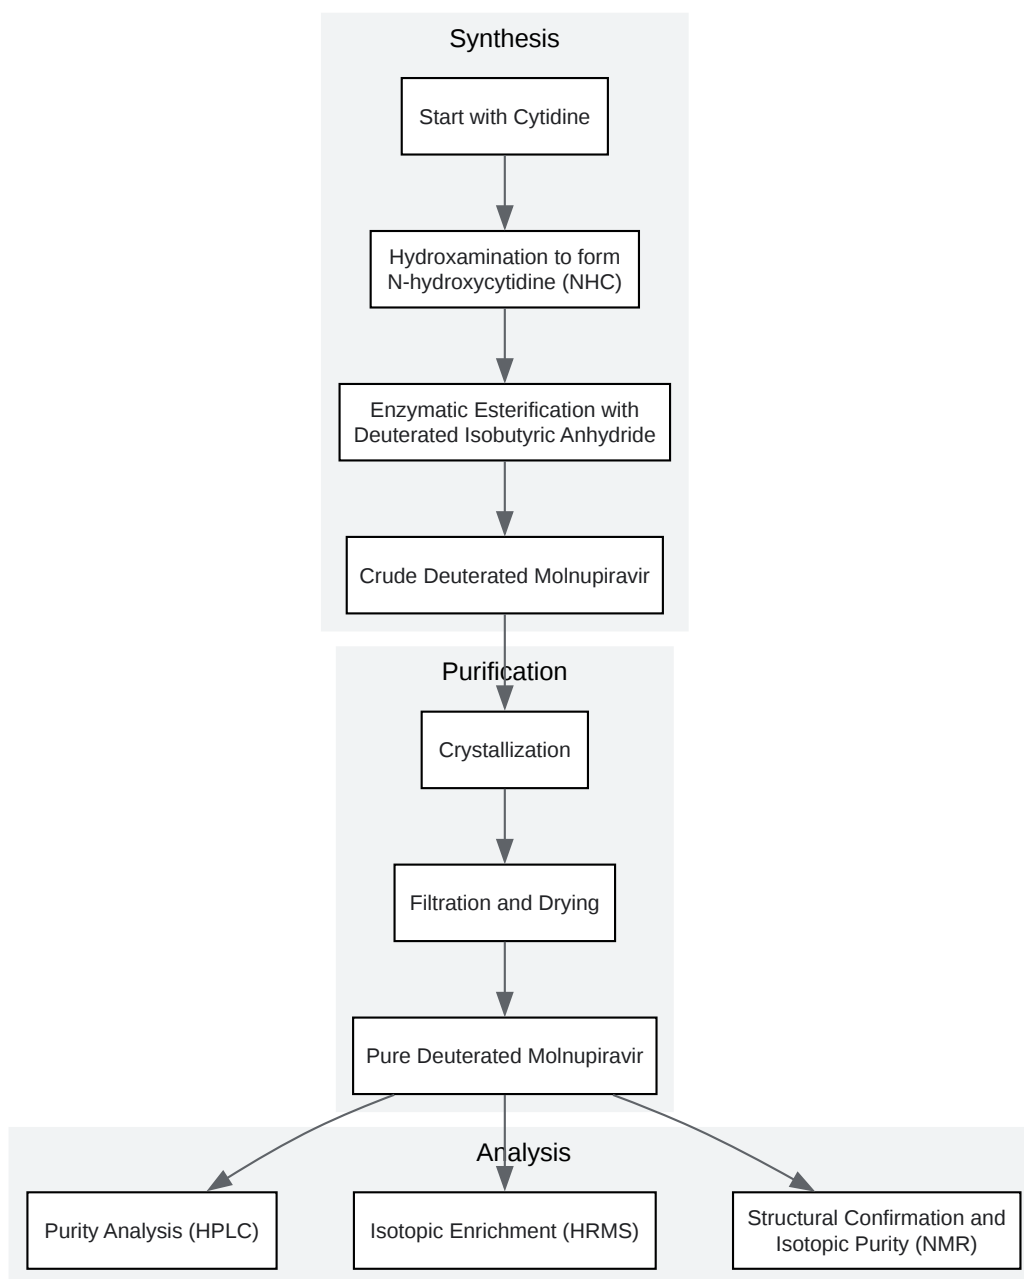 Synthesis
Start with Cytidine
Hydroxamination to form
N-hydroxycytidine (NHC)
Enzymatic Esterification with
Deuterated Isobutyric Anhydride
Crude Deuterated Molnupiravir
Purification
Crystallization
Filtration and Drying
Pure Deuterated Molnupiravir
Analysis
Purity Analysis (HPLC)
Isotopic Enrichment (HRMS)
Structural Confirmation and
Isotopic Purity (NMR)